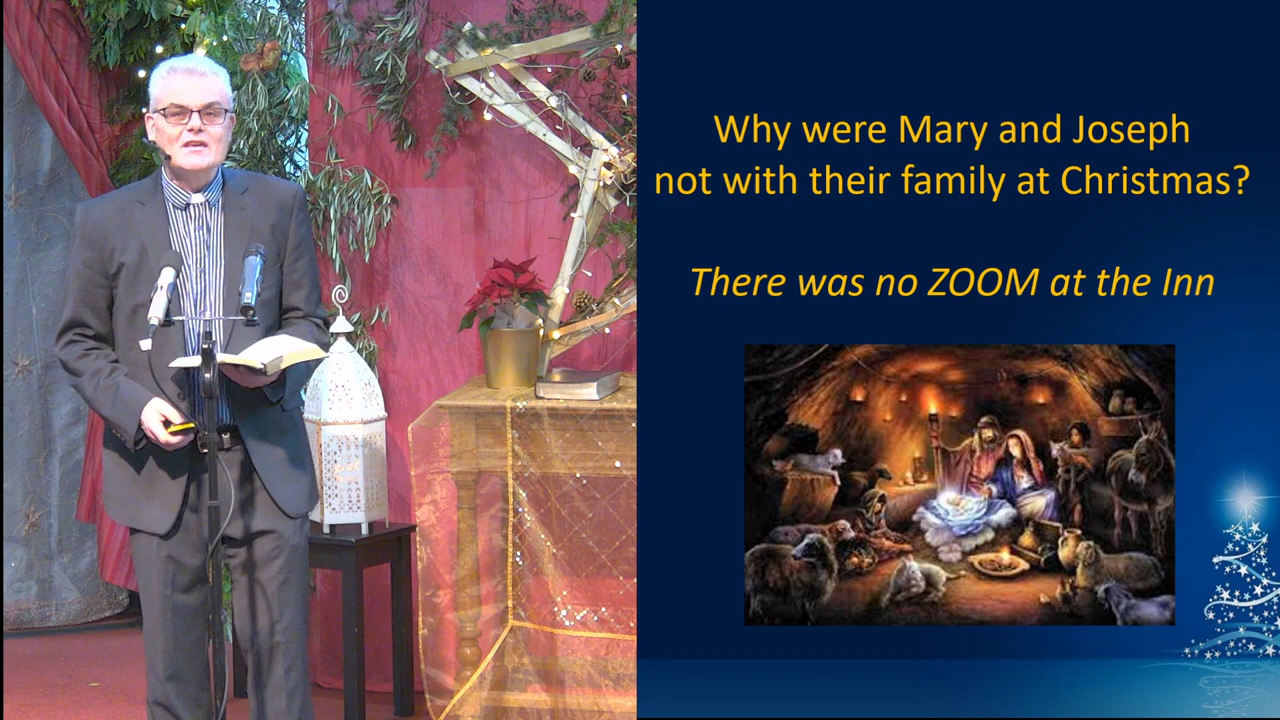 Why were Mary and Joseph
not with their family at Christmas?
There was no ZOOM at the Inn